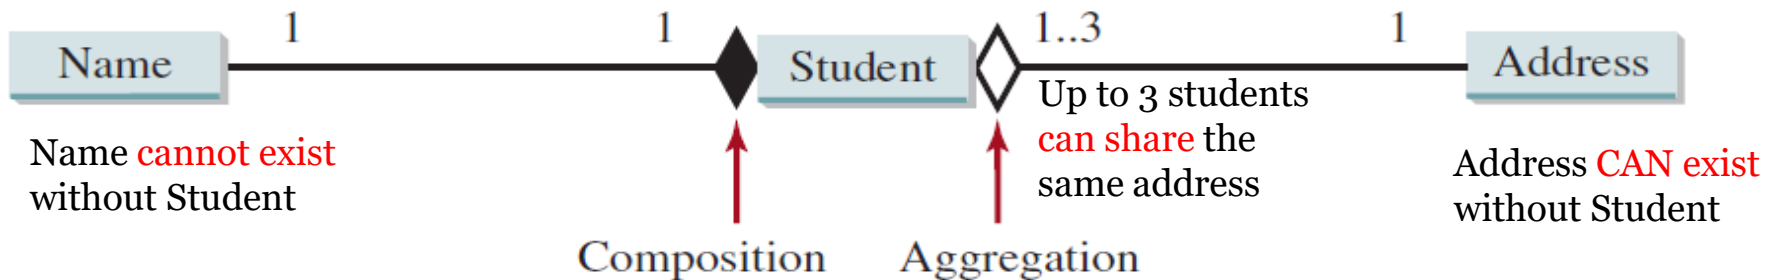 1 1 1..3 1
Name Student Address
Up to 3 students
can share the
same address
Name cannot exist
without Student
Address CAN exist
without Student
Composition Aggregation